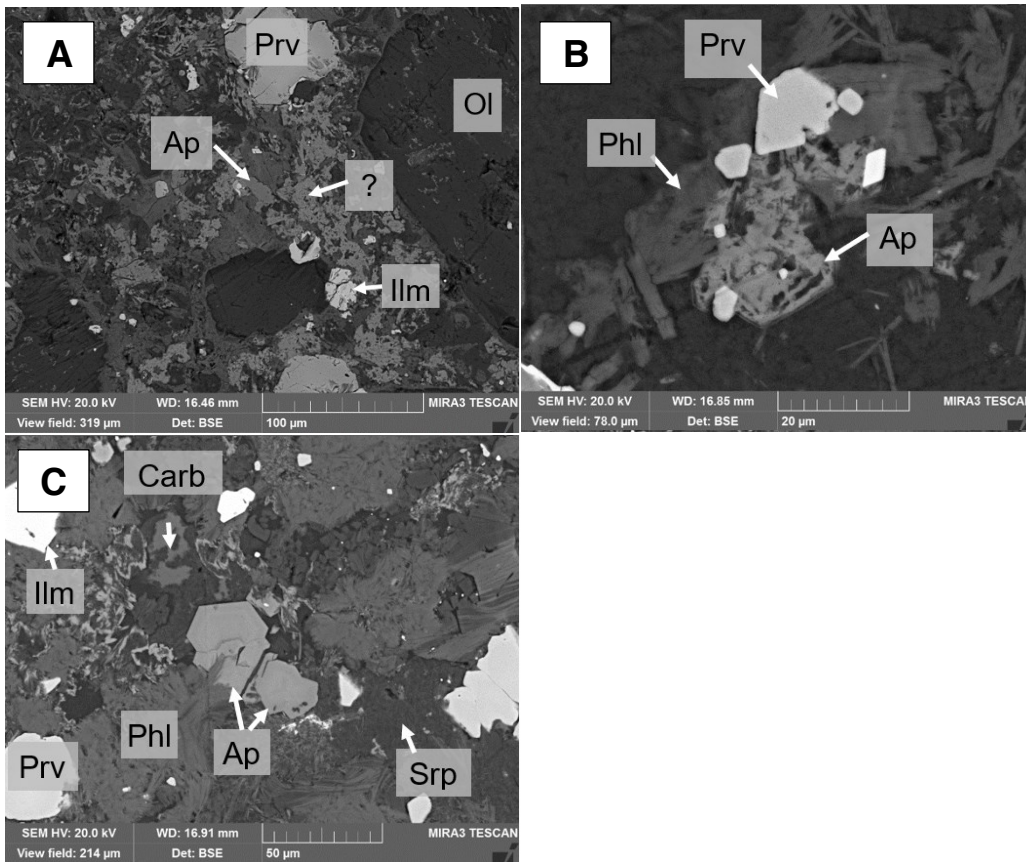 A
Prv
Ol
Ap
?
Ilm
SEM HV: 20.0 kV WD: 16.46 mm MIRA3 TESCAN
View field: 319 µm Det: BSE 100 µm
B
Prv
Phl
Ap
SEM HV: 20.0 kV WD: 16.85 mm MIRA3 TESCAN
View field: 78.0 µm Det: BSE 20 µm
C
Carb
Ilm
Phl
Ap
Prv
Srp
SEM HV: 20.0 kV WD: 16.91 mm MIRA3 TESCAN
View field: 214 µm Det: BSE 50 µm